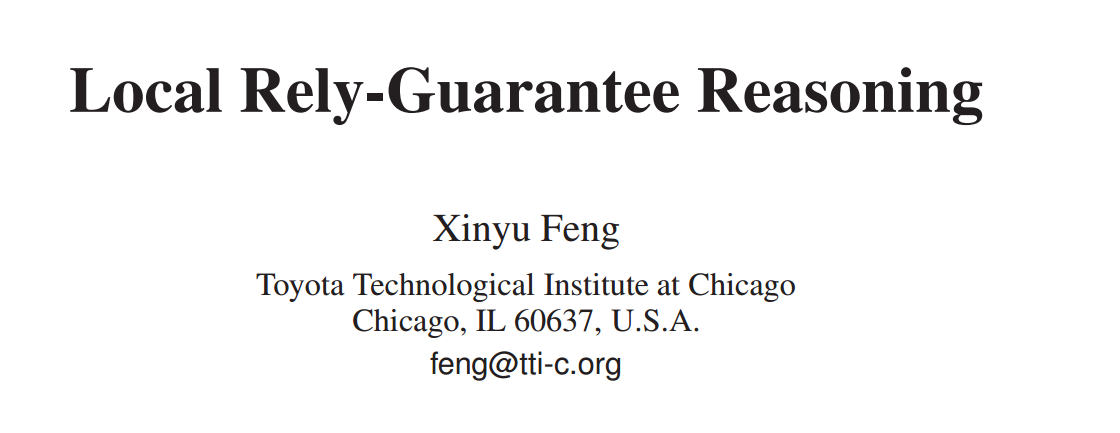 Local Rely-Guarantee Reasoning
Xinyu Feng
Toyota Technological Institute at Chicago
Chicago, IL 60637, U.S.A.
feng@tti-c.org